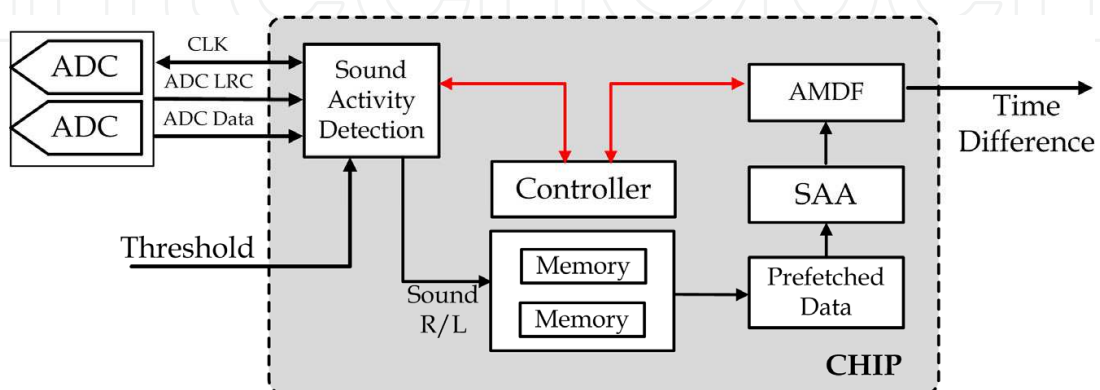 ADC
ADC
CLK
ADC LRC
ADC Data
Sound
Activity
Detection
Threshold
Controller
Sound
R/L
Memory
Memory
AMDF
SAA
Prefetched
Data
CHIP
Time
Difference